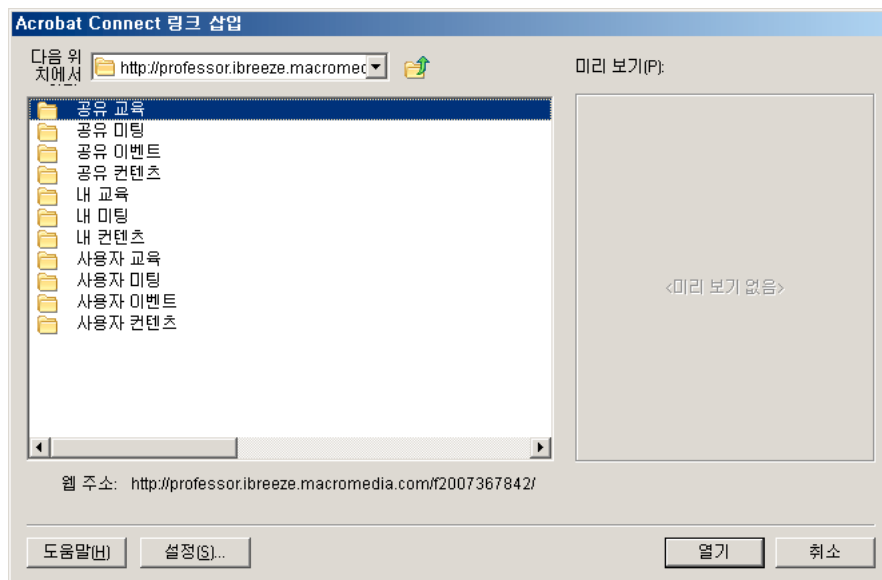 Acrobat Connect 링크 삽입
다음 위
치에서
http://professor.ibreeze.macromec
미리 보기(P):
공유 교육
공유 미팅
공유 이벤트
공유 컨텐츠
내 교육
내 미팅
내 컨텐츠
사용자 교육
사용자 미팅
사용자 이벤트
사용자 컨텐츠
<미리 보기 없음>
웹 주소: http://professor.ibreeze.macromedia.com/f2007367842/
도움말(H) 설정(S)... 열기 취소